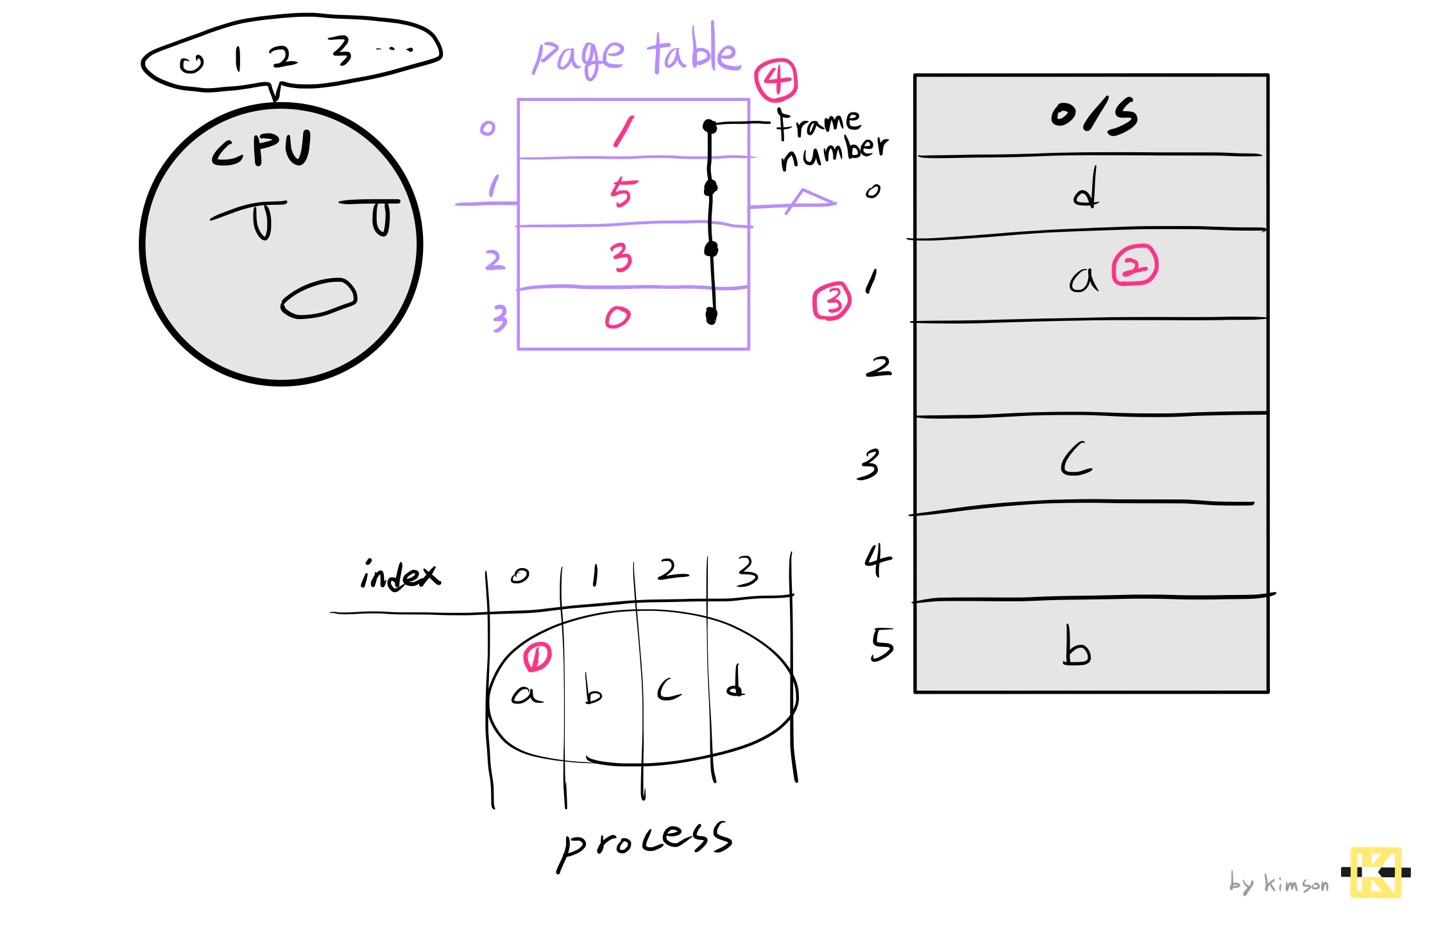 0 1 2 3 ...
CPU
page table
④
Frame
number
0 1
1 5
2 3
3 0
O/S
0 d
1 a ②
③
2
3 c
4
5 b
index 0 1 2 3
①
a b c d
process
by kimson
K